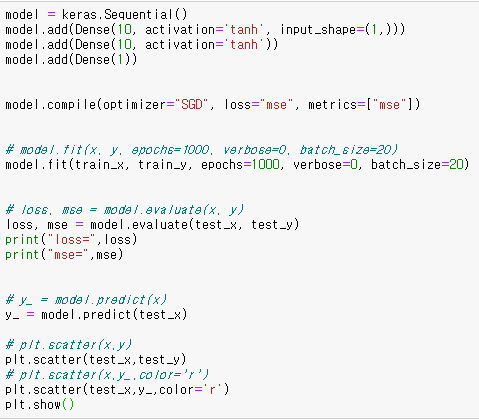 model = keras.Sequential()
model.add(Dense(10, activation='tanh', input_shape=(1,)))
model.add(Dense(10, activation='tanh'))
model.add(Dense(1))
model.compile(optimizer="SGD", loss="mse", metrics=["mse"])
# model.fit(x, y, epochs=1000, verbose=0, batch_size=20)
model.fit(train_x, train_y, epochs=1000, verbose=0, batch_size=20)
# loss, mse = model.evaluate(x, y)
loss, mse = model.evaluate(test_x, test_y)
print("loss=",loss)
print("mse=",mse)
# y_ = model.predict(x)
y_ = model.predict(test_x)
# plt.scatter(x,y)
plt.scatter(test_x,test_y)
# plt.scatter(x,y_,color='r')
plt.scatter(test_x,y_,color='r')
plt.show()